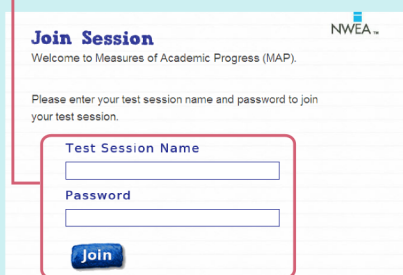 NWEA™
Join Session
Welcome to Measures of Academic Progress (MAP).
Please enter your test session name and password to join
your test session.
Test Session Name
Password
Join